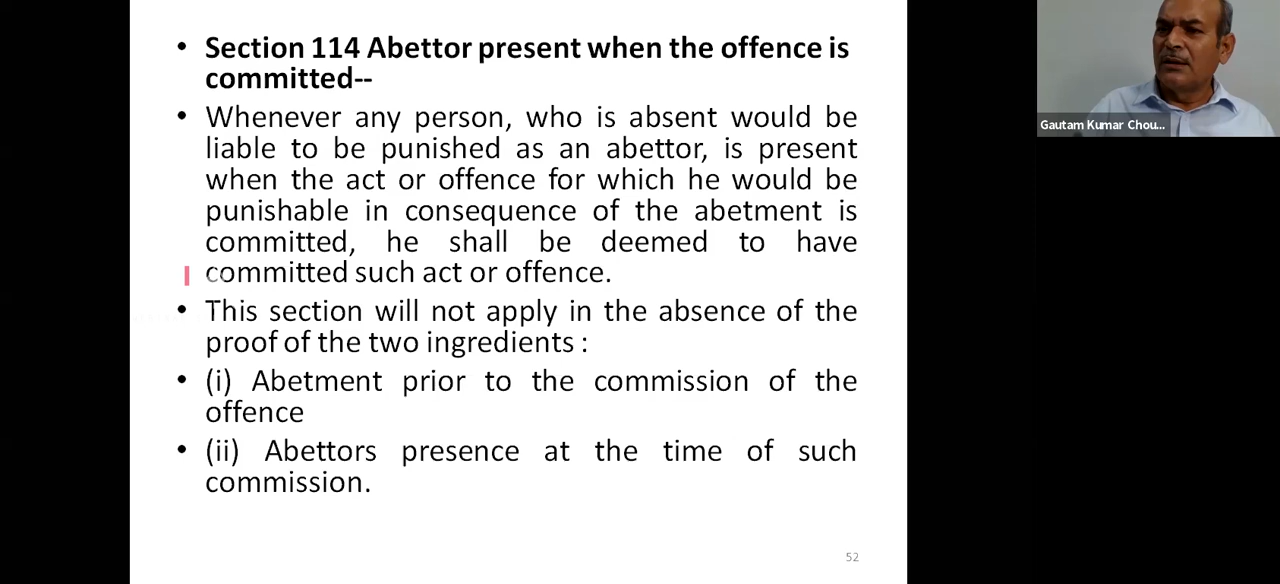 • Section 114 Abettor present when the offence is
committed--
• Whenever any person, who is absent would be
liable to be punished as an abettor, is present
when the act or offence for which he would be
punishable in consequence of the abetment is
committed, he shall be deemed to have
committed such act or offence.
• This section will not apply in the absence of the
proof of the two ingredients :
• (i) Abetment prior to the commission of the
offence
• (ii) Abettors presence at the time of such
commission.
52
Gautam Kumar Chou...